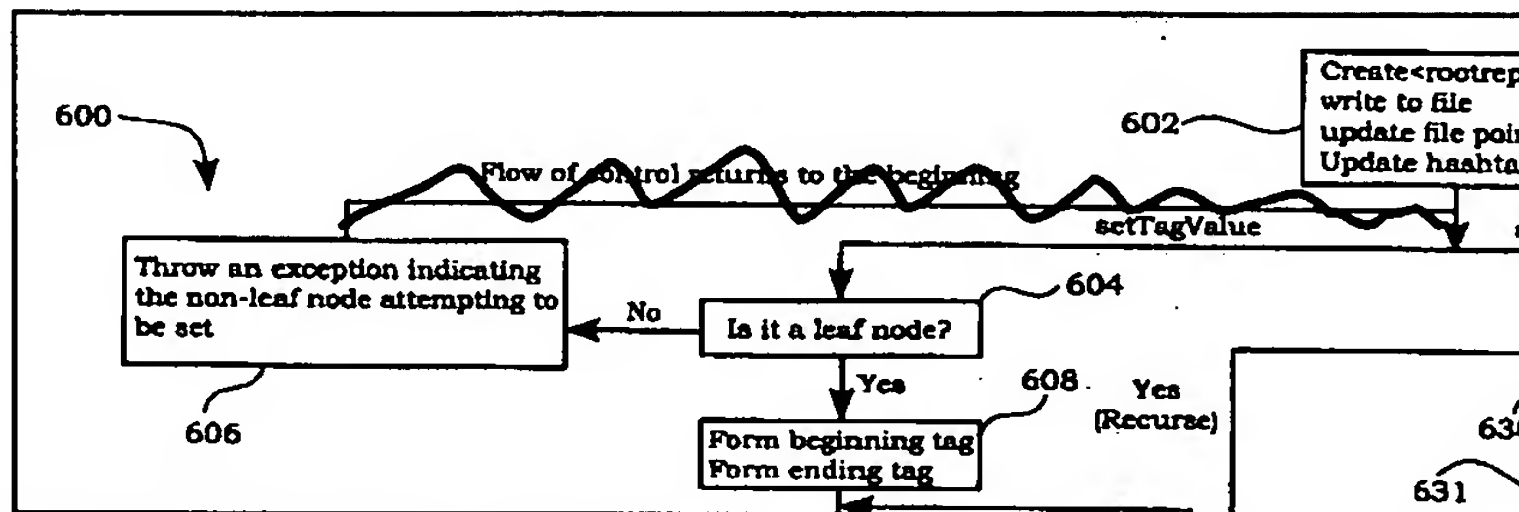 Create<rootrep
write to file
update file poin
Update hashta
602
600
Flow of control returns to the beginning
setTagValue
Throw an exception indicating
the non-leaf node attempting to
be set
No
Is it a leaf node?
604
606
Yes
608
Form beginning tag
Form ending tag
Yes
(Recurse)
630
631